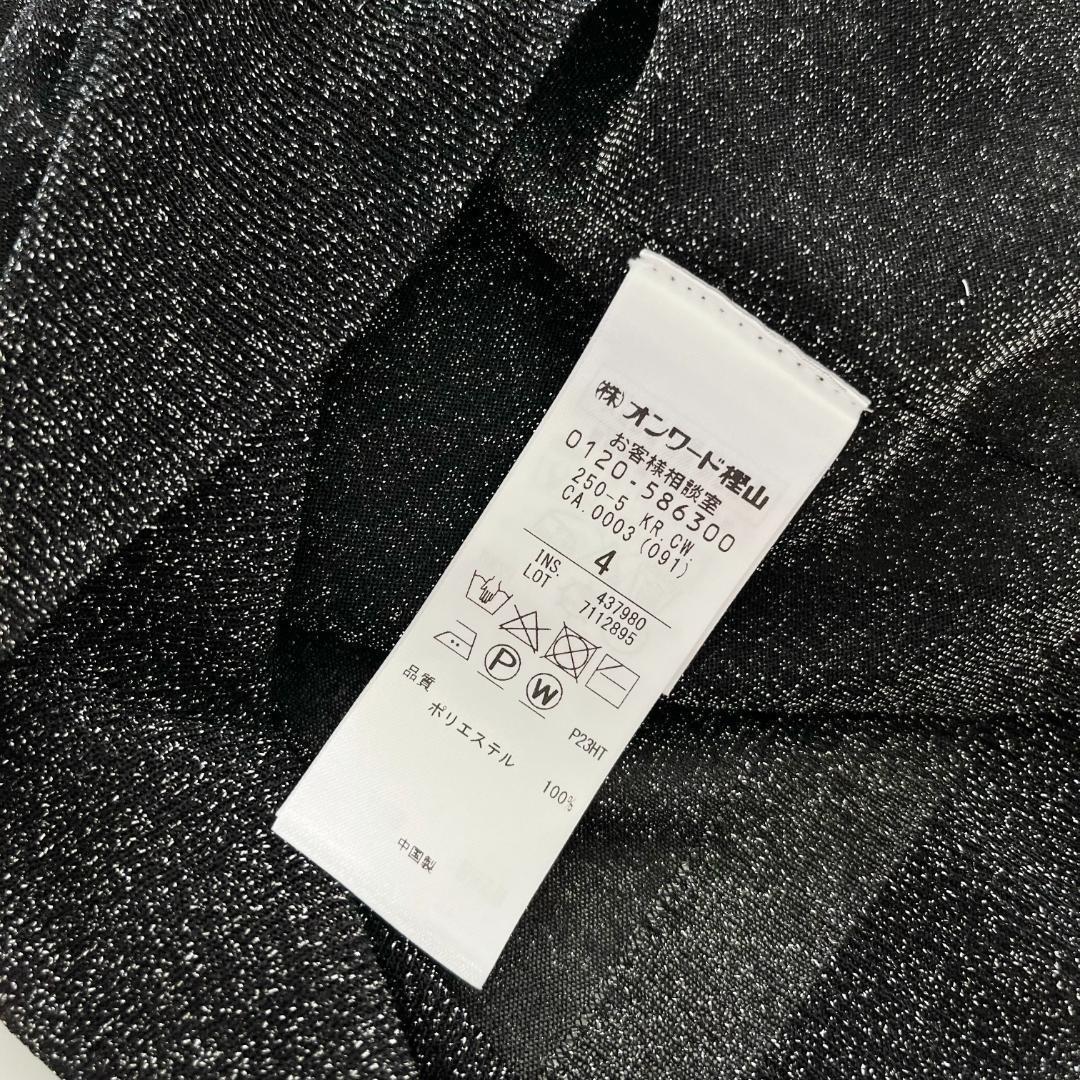 ㈱オンワード樫山
お客様相談室
0120-586300
250-5 KR.CW
CA.0003(091)
4
INS. 437980
LOT 7112895
P W
P23HT
品質
ポリエステル 100%
中国製